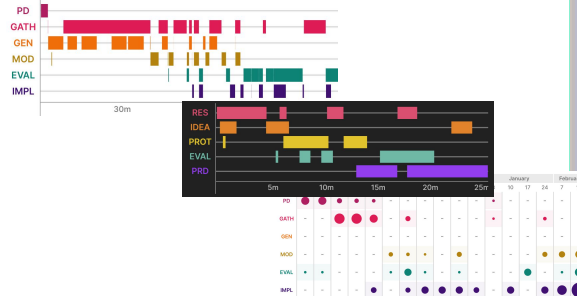 PD
GATH
GEN
MOD
EVAL
IMPL
30m
RES
IDEA
PROT
EVAL
PRD
5m 10m 15m 20m 25m
January Februa
10 17 24 7
PD
GATH
GEN
MOD
EVAL
IMPL